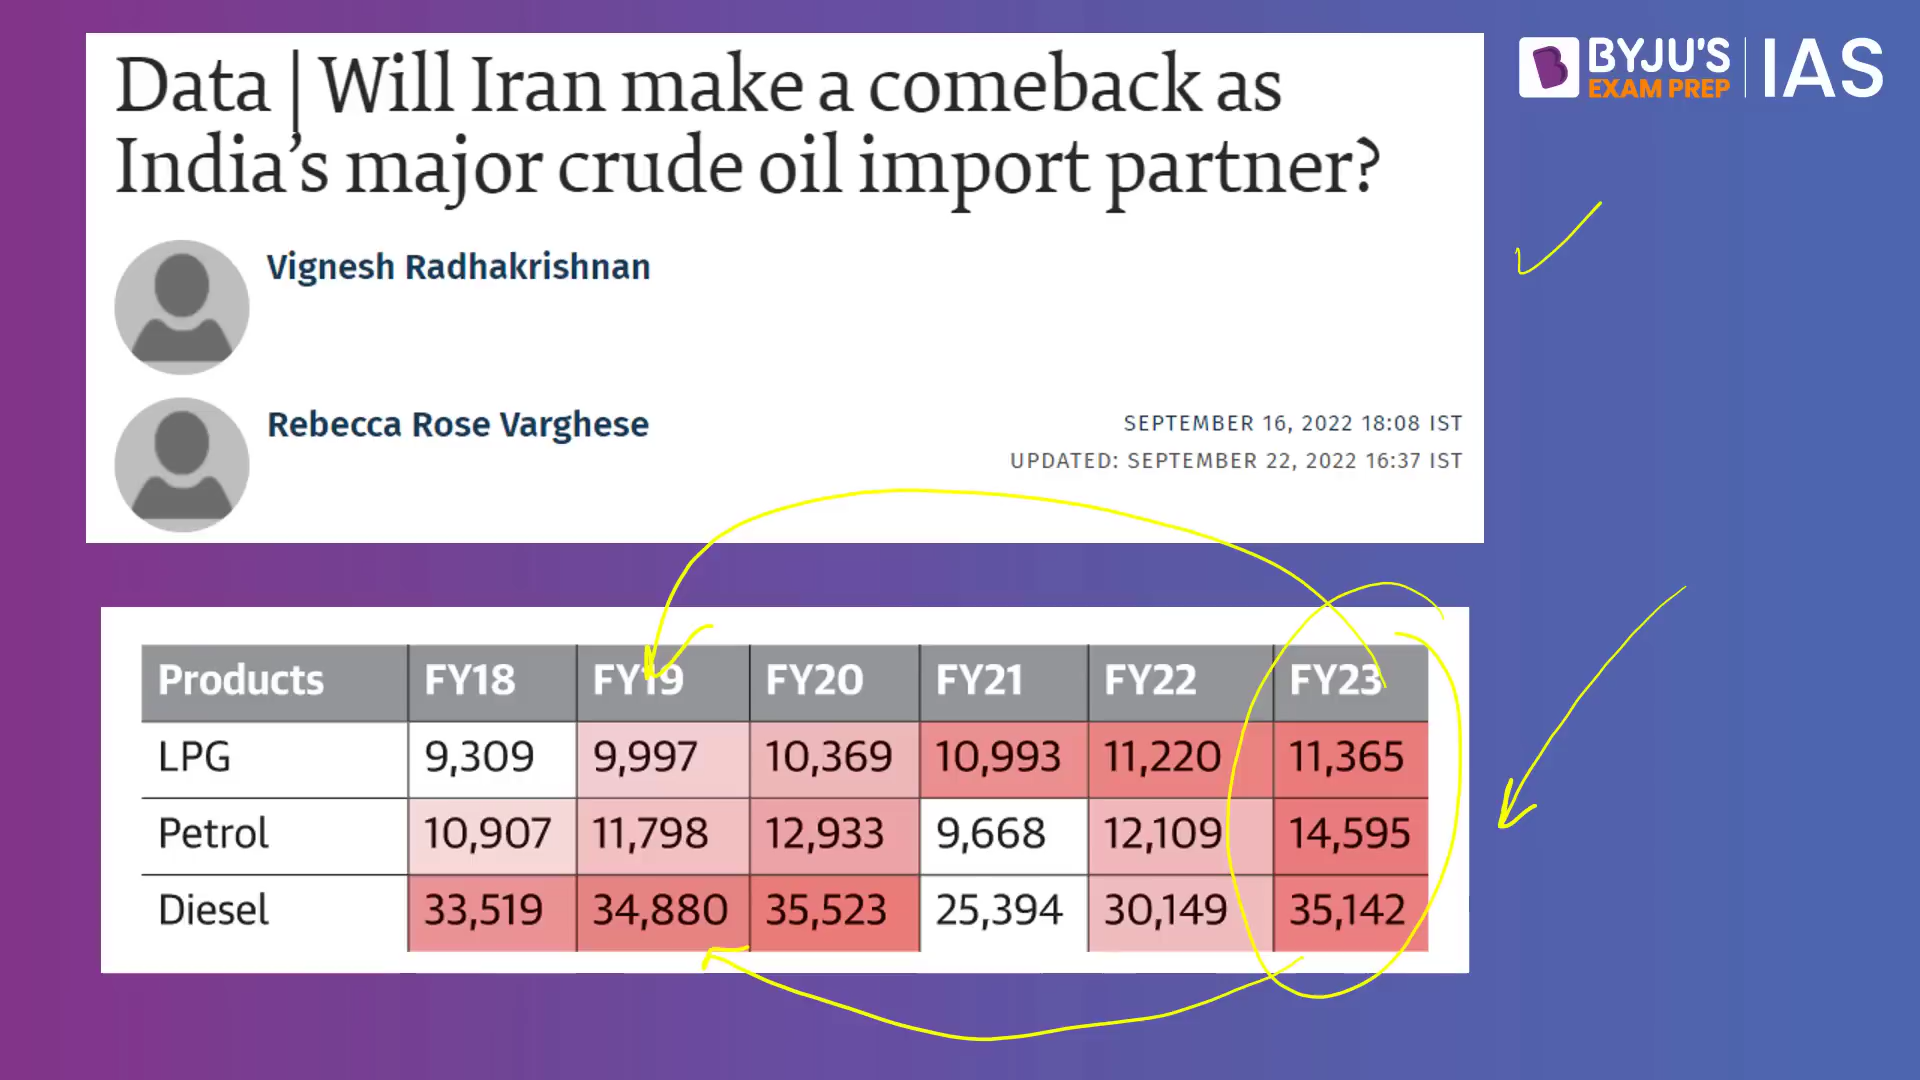 Data | Will Iran make a comeback as
India's major crude oil import partner?
Vignesh Radhakrishnan
Rebecca Rose Varghese
SEPTEMBER 16, 2022 18:08 IST
UPDATED: SEPTEMBER 22, 2022 16:37 IST
BYJU'S
EXAM PREP
IAS
Products FY18 FY19 FY20 FY21 FY22 FY23
LPG 9,309 9,997 10,369 10,993 11,220 11,365
Petrol 10,907 11,798 12,933 9,668 12,109 14,595
Diesel 33,519 34,880 35,523 25,394 30,149 35,142